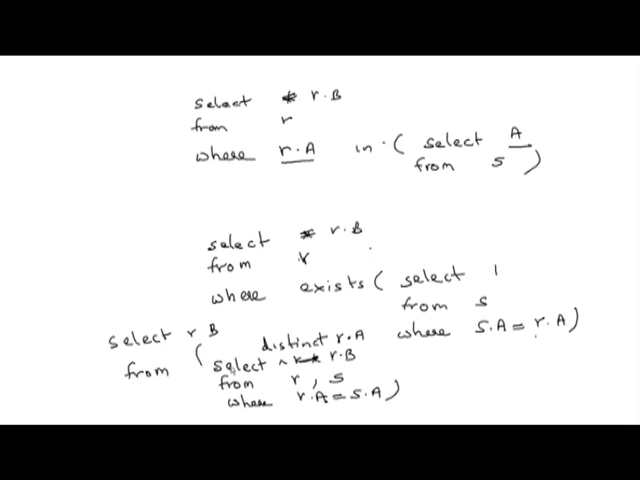 select r.B
from r
where r.A in (select A
from s)
select r.B
from r
where exists (select 1
from s
where s.A = r.A)
select r B
from (select distinct r.A r.B
from r, s
where r.A = s.A)